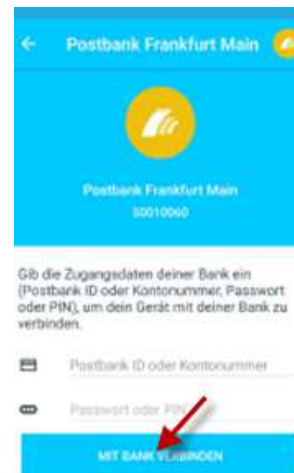 Postbank Frankfurt Main
Postbank Frankfurt Main
50010060
Gib die Zugangsdaten deiner Bank ein
(Postbank ID oder Kontonummer, Passwort
oder PIN), um dein Gerät mit deiner Bank zu
verbinden.
Postbank ID oder Kontonummer
Passwort oder PIN
MIT BANK VERBINDEN